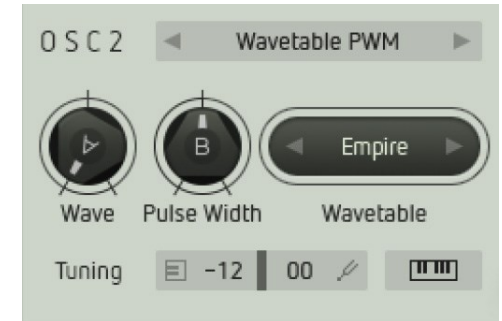 OSC2 Wavetable PWM
A B Empire
Wave Pulse Width Wavetable
Tuning -12 00